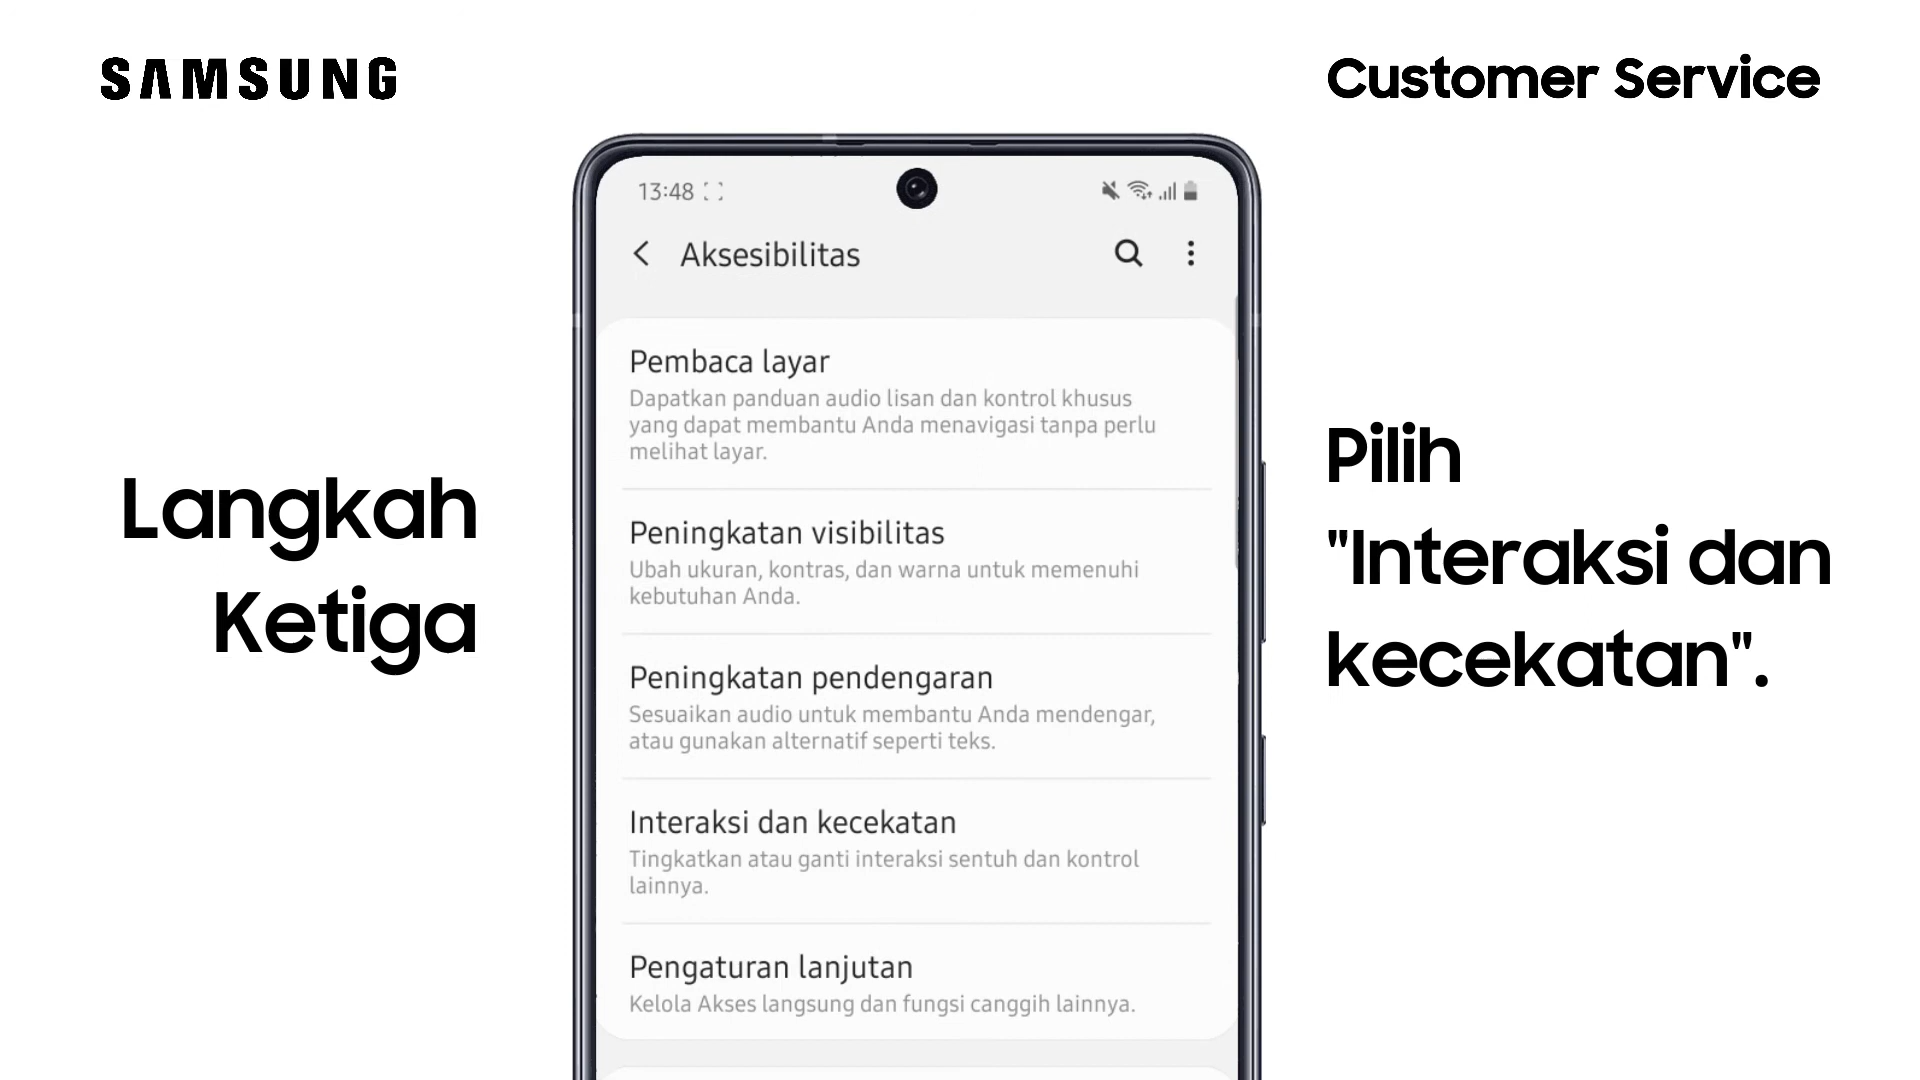 SAMSUNG
Customer Service
Langkah
Ketiga
13:48
Aksesibilitas
Pembaca layar
Dapatkan panduan audio lisan dan kontrol khusus
yang dapat membantu Anda menavigasi tanpa perlu
melihat layar.
Peningkatan visibilitas
Ubah ukuran, kontras, dan warna untuk memenuhi
kebutuhan Anda.
Peningkatan pendengaran
Sesuaikan audio untuk membantu Anda mendengar,
atau gunakan alternatif seperti teks.
Interaksi dan kecekatan
Tingkatkan atau ganti interaksi sentuh dan kontrol
lainnya.
Pengaturan lanjutan
Kelola Akses langsung dan fungsi canggih lainnya.
Pilih
"Interaksi dan
kecekatan".